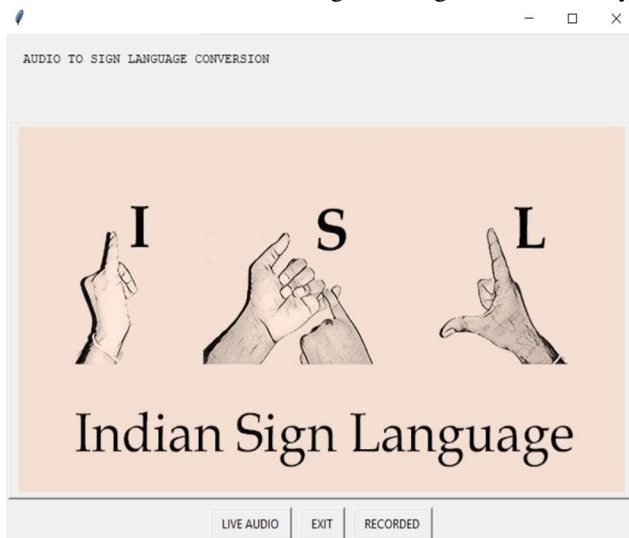 AUDIO TO SIGN LANGUAGE CONVERSION
I S L
Indian Sign Language
LIVE AUDIO EXIT RECORDED